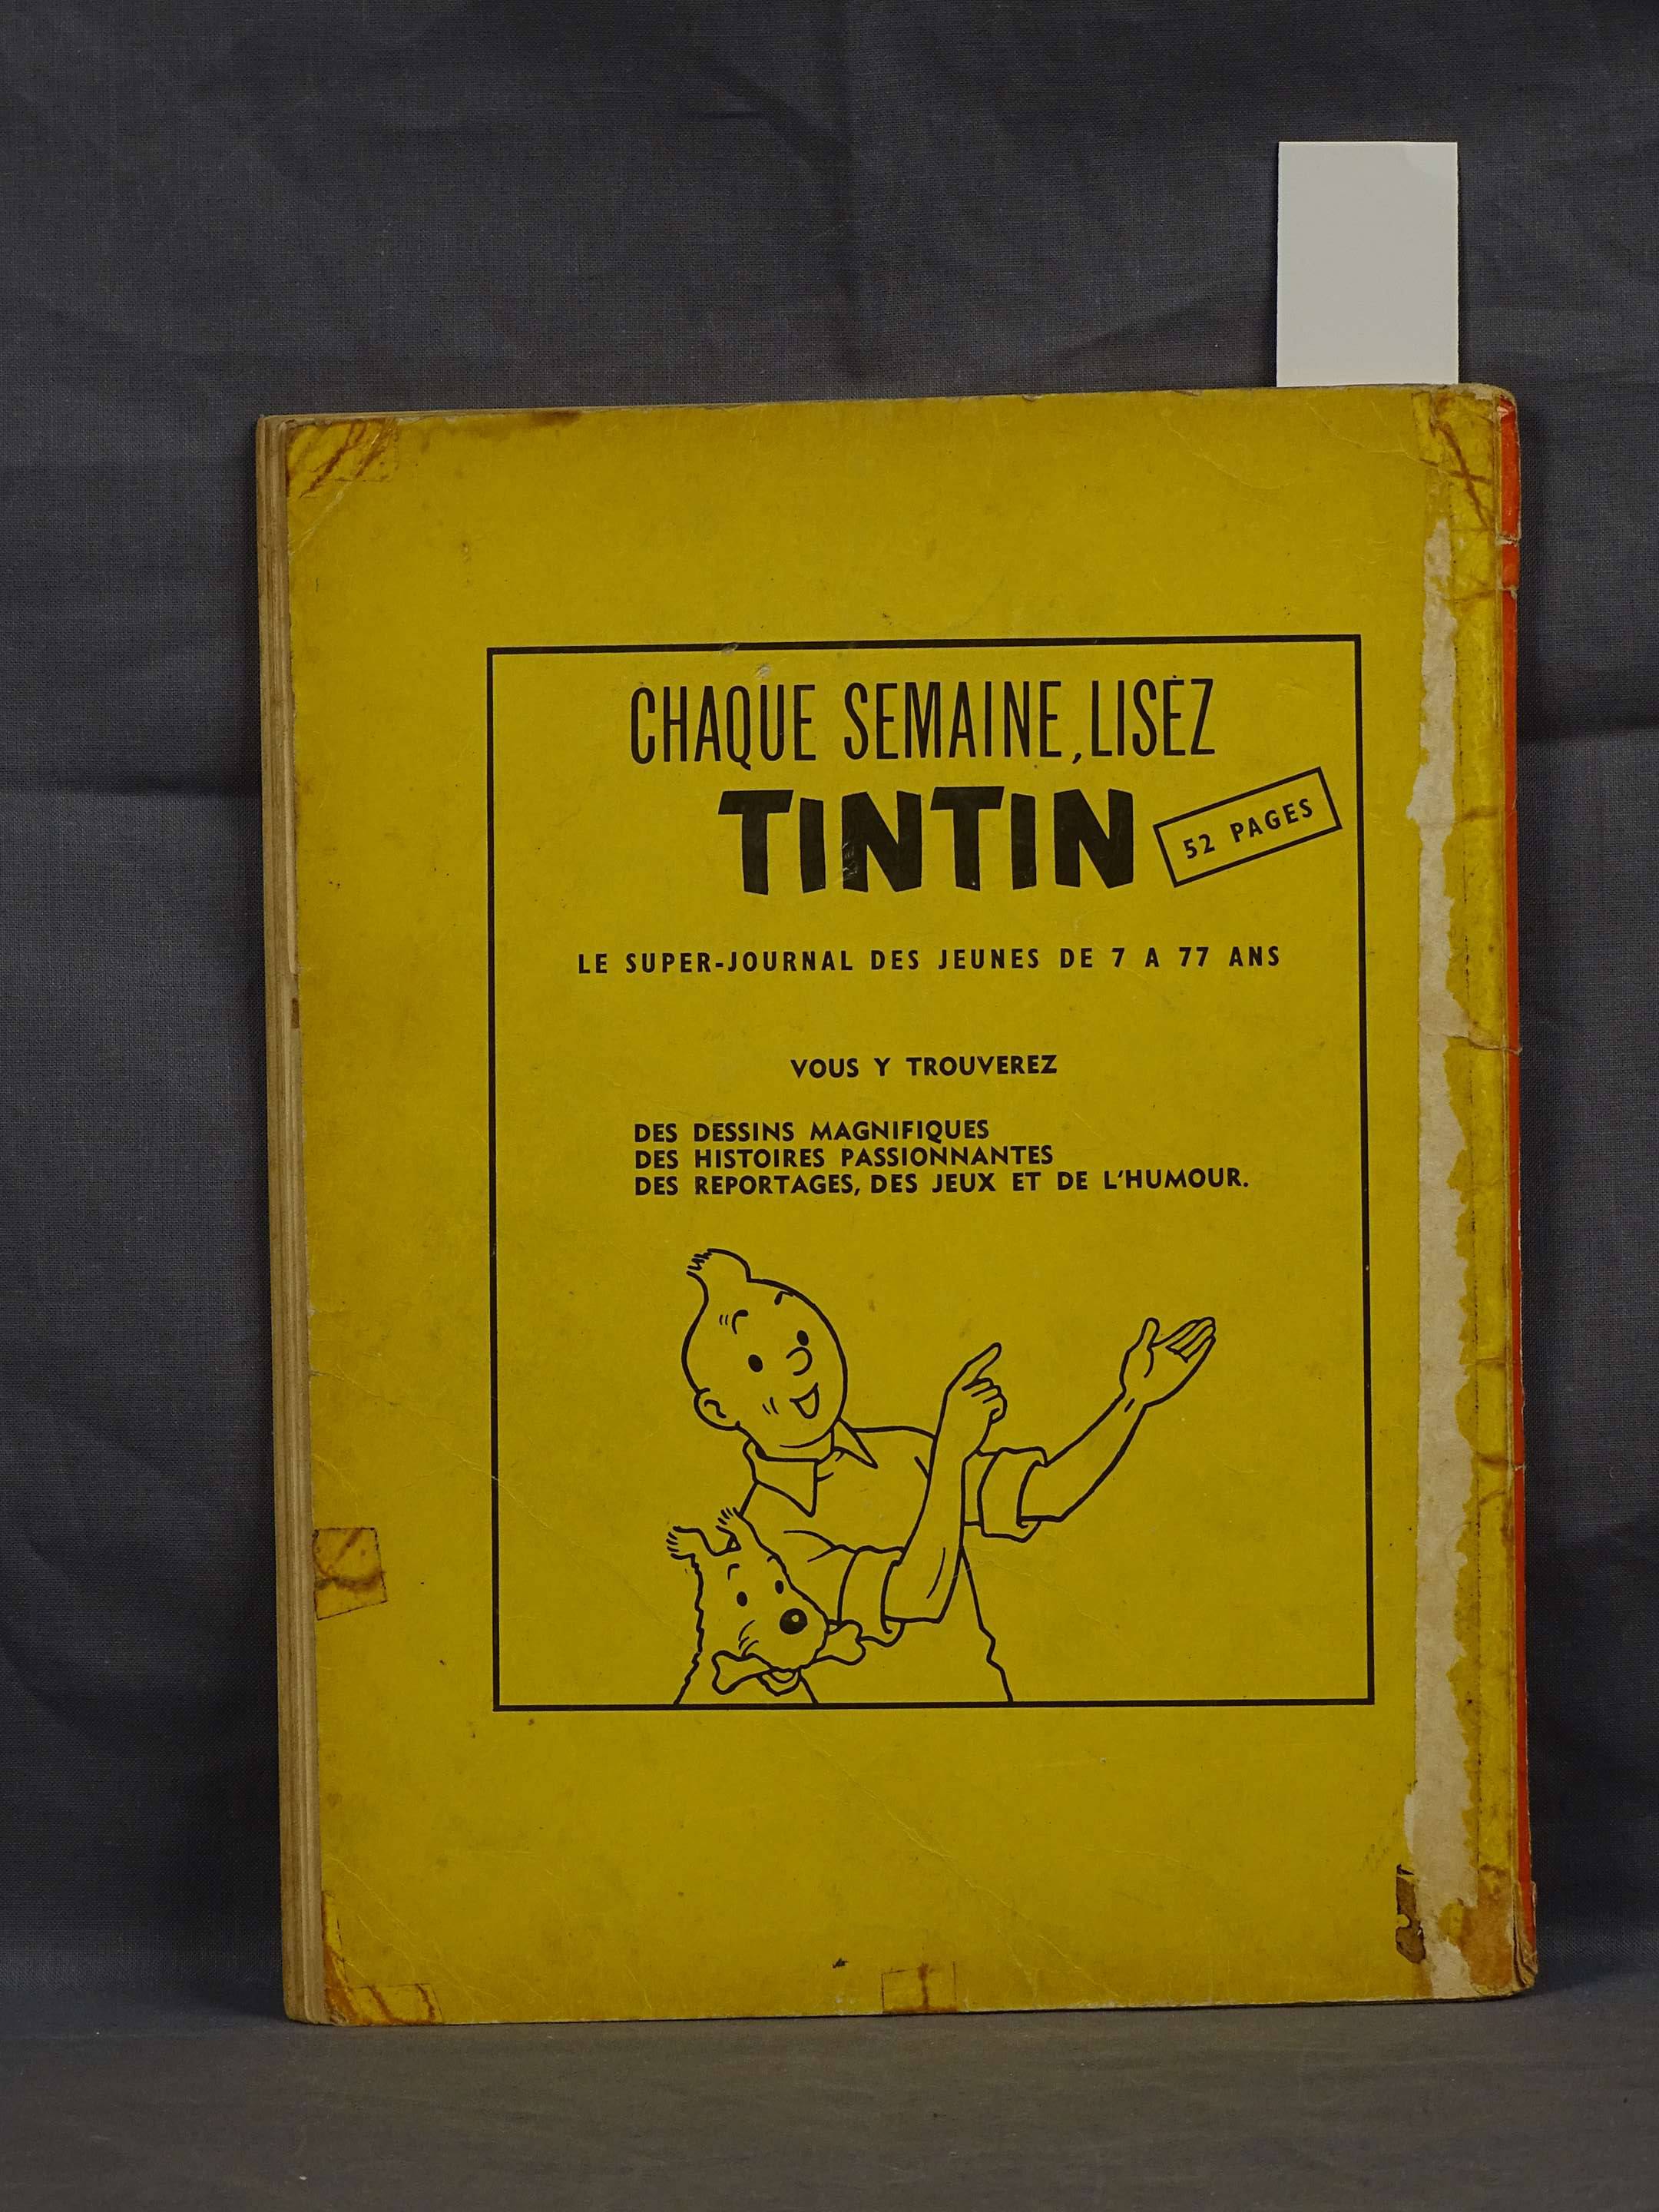 CHAQUE SEMAINE, LISEZ
TINTIN
52 PAGES
LE SUPER-JOURNAL DES JEUNES DE 7 A 77 ANS
VOUS Y TROUVEREZ
DES DESSINS MAGNIFIQUES
DES HISTOIRES PASSIONNANTES
DES REPORTAGES, DES JEUX ET DE L'HUMOUR.